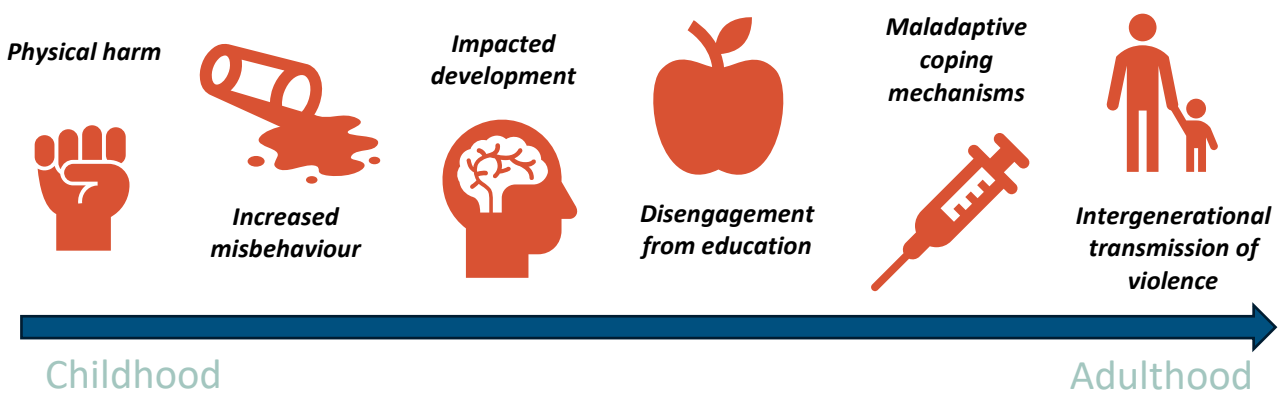 Physical harm
Increased
misbehaviour
Impacted
development
Disengagement
from education
Maladaptive
coping
mechanisms
Intergenerational
transmission of
violence
Childhood
Adulthood